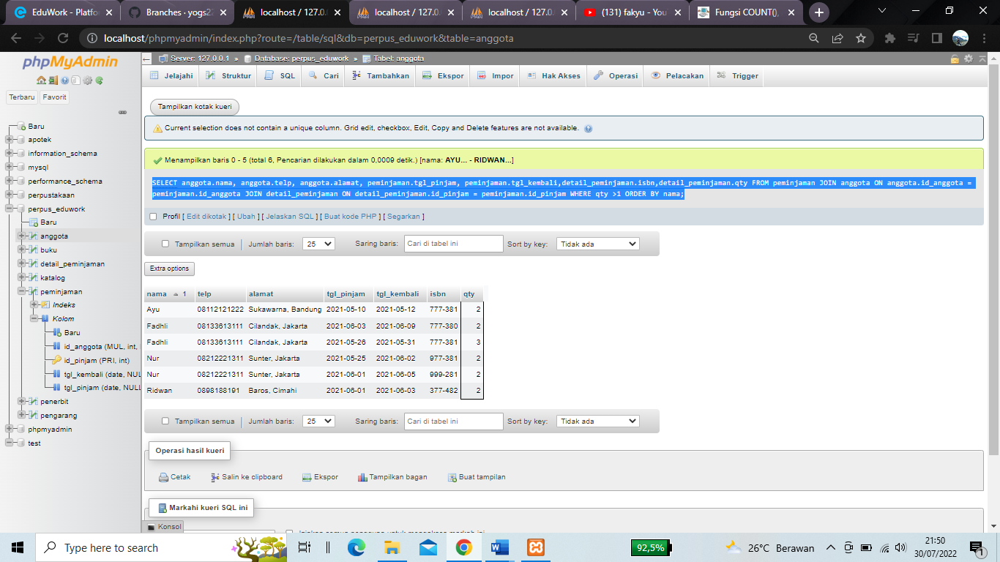 EduWork - Platfo
Branches · yogs22
localhost / 127.0.
localhost / 127.0.
localhost / 127.0.
(131) fakyu - You
Fungsi COUNT(),
localhost/phpmyadmin/index.php?route=/table/sql&db=perpus_eduwork&table=anggota
phpMyAdmin
Terbaru Favorit
Baru
apotek
information_schema
mysql
performance_schema
perpustakaan
perpus_eduwork
Baru
anggota
buku
detail_peminjaman
katalog
peminjaman
Indeks
Kolom
Baru
id_anggota (MUL, int,
id_pinjam (PRI, int)
tgl_kembali (date, NUL
tgl_pinjam (date, NULL
penerbit
pengarang
phpmyadmin
test
Server: 127.0.0.1 » Database: perpus_eduwork » Tabel: anggota
Jelajahi Struktur SQL Cari Tambahkan Ekspor Impor Hak Akses Operasi Pelacakan Trigger
Tampilkan kotak kueri
Current selection does not contain a unique column. Grid edit, checkbox, Edit, Copy and Delete features are not available.
Menampilkan baris 0 - 5 (total 6, Pencarian dilakukan dalam 0,0009 detik.) [nama: AYU... - RIDWAN...]
SELECT anggota.nama, anggota.telp, anggota.alamat, peminjam.tgl_pinjam, peminjaman.tgl_kembali,detail_peminjaman.isbn,detail_peminjaman.qty FROM peminjaman JOIN anggota ON anggota.id_anggota =
peminjaman.id_anggota JOIN detail_peminjaman ON detail_peminjaman.id_pinjam = peminjaman.id_pinjam WHERE qty >1 ORDER BY nama;
Profil [ Edit dikotak ] [ Ubah ] [ Jelaskan SQL ] [ Buat kode PHP ] [ Segarkan ]
Tampilkan semua Jumlah baris: 25 Saring baris: Cari di tabel ini Sort by key: Tidak ada
Extra options
nama 1 telp alamat tgl_pinjam tgl_kembali isbn qty
Ayu 08112121222 Sukawarna, Bandung 2021-05-10 2021-05-12 777-381 2
Fadhli 08133613111 Cilandak, Jakarta 2021-06-03 2021-06-09 777-380 2
Fadhli 08133613111 Cilandak, Jakarta 2021-05-26 2021-05-31 777-381 3
Nur 08212221311 Sunter, Jakarta 2021-05-25 2021-06-02 977-381 2
Nur 08212221311 Sunter, Jakarta 2021-06-01 2021-06-05 999-281 2
Ridwan 0898188191 Baros, Cimahi 2021-06-01 2021-06-03 377-482 2
Tampilkan semua Jumlah baris: 25 Saring baris: Cari di tabel ini Sort by key: Tidak ada
Operasi hasil kueri
Cetak Salin ke clipboard Ekspor Tampilkan bagan Buat tampilan
Markahi kueri SQL ini
Konsol
Type here to search
92,5%
26°C Berawan
21:50
30/07/2022
1